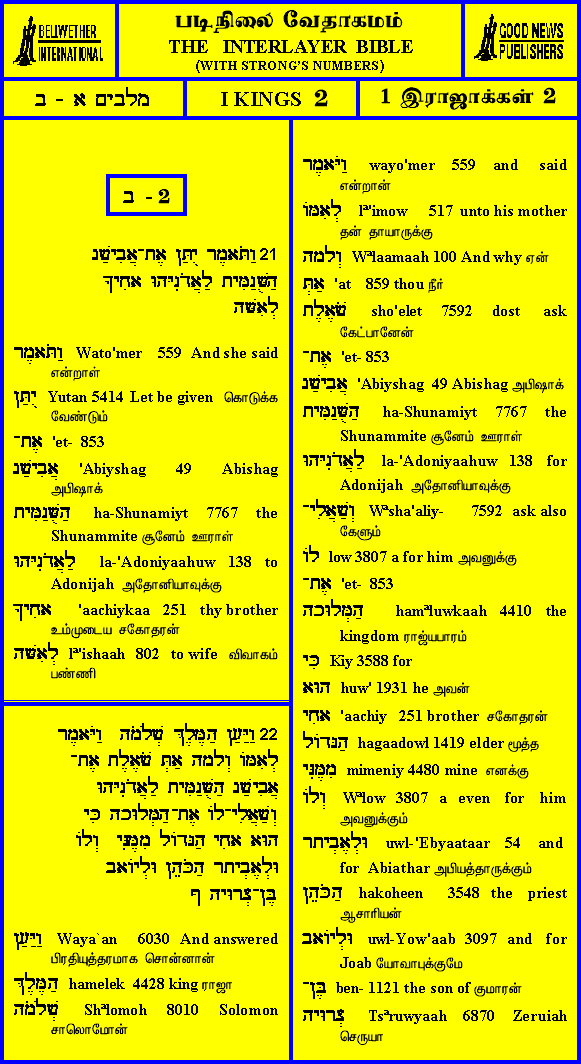 BELLWETHER
INTERNATIONAL
படிநிலை வேதாகமம்
THE INTERLAYER BIBLE
(WITH STRONG'S NUMBERS)
GOOD NEWS
PUBLISHERS
מלכים א - ב
I KINGS 2
1 இராஜாக்கள் 2
ב - 2
21 וַתֹּאמֶר יֻתַּן אֶת־אֲבִישַׁג
הַשֻּׁנַמִּית לַאֲדֹנִיָּהוּ אָחִיךָ
לְאִשָּׁה
וַתֹּאמֶר Wato'mer 559 And she said
என்றாள்
יֻתַּן Yutan 5414 Let be given கொடுக்க
வேண்டும்
אֶת־ 'et- 853
אֲבִישַׁג 'Abiyshag 49 Abishag
அபிஷாக்
הַשֻּׁנַמִּית ha-Shunamiyt 7767 the
Shunammite சூனேம் ஊராள்
לַאֲדֹנִיָּהוּ la-'Adoniyaahuw 138 to
Adonijah அதோனியாவுக்கு
אָחִיךָ 'aachiykaa 251 thy brother
உம்முடைய சகோதரன்
לְאִשָּׁה lª'ishaah 802 to wife விவாகம்
பண்ணி
22 וַיַּעַן הַמֶּלֶךְ שְׁלֹמֹה וַיֹּאמֶר
לְאִמּוֹ וְלָמָה אַתְּ שֹׁאֶלֶת אֶת־
אֲבִישַׁג הַשֻּׁנַמִּית לַאֲדֹנִיָּהוּ
וְשַׁאֲלִי־לוֹ אֶת־הַמְּלוּכָה כִּי
הוּא אָחִי הַגָּדוֹל מִמֶּנִּי וְלוֹ
וּלְאֶבְיָתָר הַכֹּהֵן וּלְיוֹאָב
בֶּן־צְרוּיָה ף
וַיַּעַן Waya`an 6030 And answered
பிரதியுத்தரமாக சொன்னான்
הַמֶּלֶךְ hamelek 4428 king ராஜா
שְׁלֹמֹה Shªlomoh 8010 Solomon
சாலொமோன்
וַיֹּאמֶר wayo'mer 559 and said
என்றான்
לְאִמּוֹ lª'imow 517 unto his mother
தன் தாயாருக்கு
וְלָמָה Wªlaamaah 100 And why ஏன்
אַתְּ 'at 859 thou நீர்
שֹׁאֶלֶת sho'elet 7592 dost ask
கேட்பானேன்
אֶת־ 'et- 853
אֲבִישַׁג 'Abiyshag 49 Abishag அபிஷாக்
הַשֻּׁנַמִּית ha-Shunamiyt 7767 the
Shunammite சூனேம் ஊராள்
לַאֲדֹנִיָּהוּ la-'Adoniyaahuw 138 for
Adonijah அதோனியாவுக்கு
וְשַׁאֲלִי־ Wªsha'aliy- 7592 ask also
கேளும்
לוֹ low 3807 a for him அவனுக்கு
אֶת־ 'et- 853
הַמְּלוּכָה hamªluwkaah 4410 the
kingdom ராஜ்யபாரம்
כִּי Kiy 3588 for
הוּא huw' 1931 he அவன்
אָחִי 'aachiy 251 brother சகோதரன்
הַגָּדוֹל hagaadowl 1419 elder மூத்த
מִמֶּנִּי mimeniy 4480 mine எனக்கு
וְלוֹ Wªlow 3807 a even for him
அவனுக்கும்
וּלְאֶבְיָתָר uwl-'Ebyaataar 54 and
for Abiathar அபியத்தாருக்கும்
הַכֹּהֵן hakoheen 3548 the priest
ஆசாரியன்
וּלְיוֹאָב uwl-Yow'aab 3097 and for
Joab யோவாபுக்குமே
בֶּן־ ben- 1121 the son of குமாரன்
צְרוּיָה Tsªruwyaah 6870 Zeruiah
செருயா